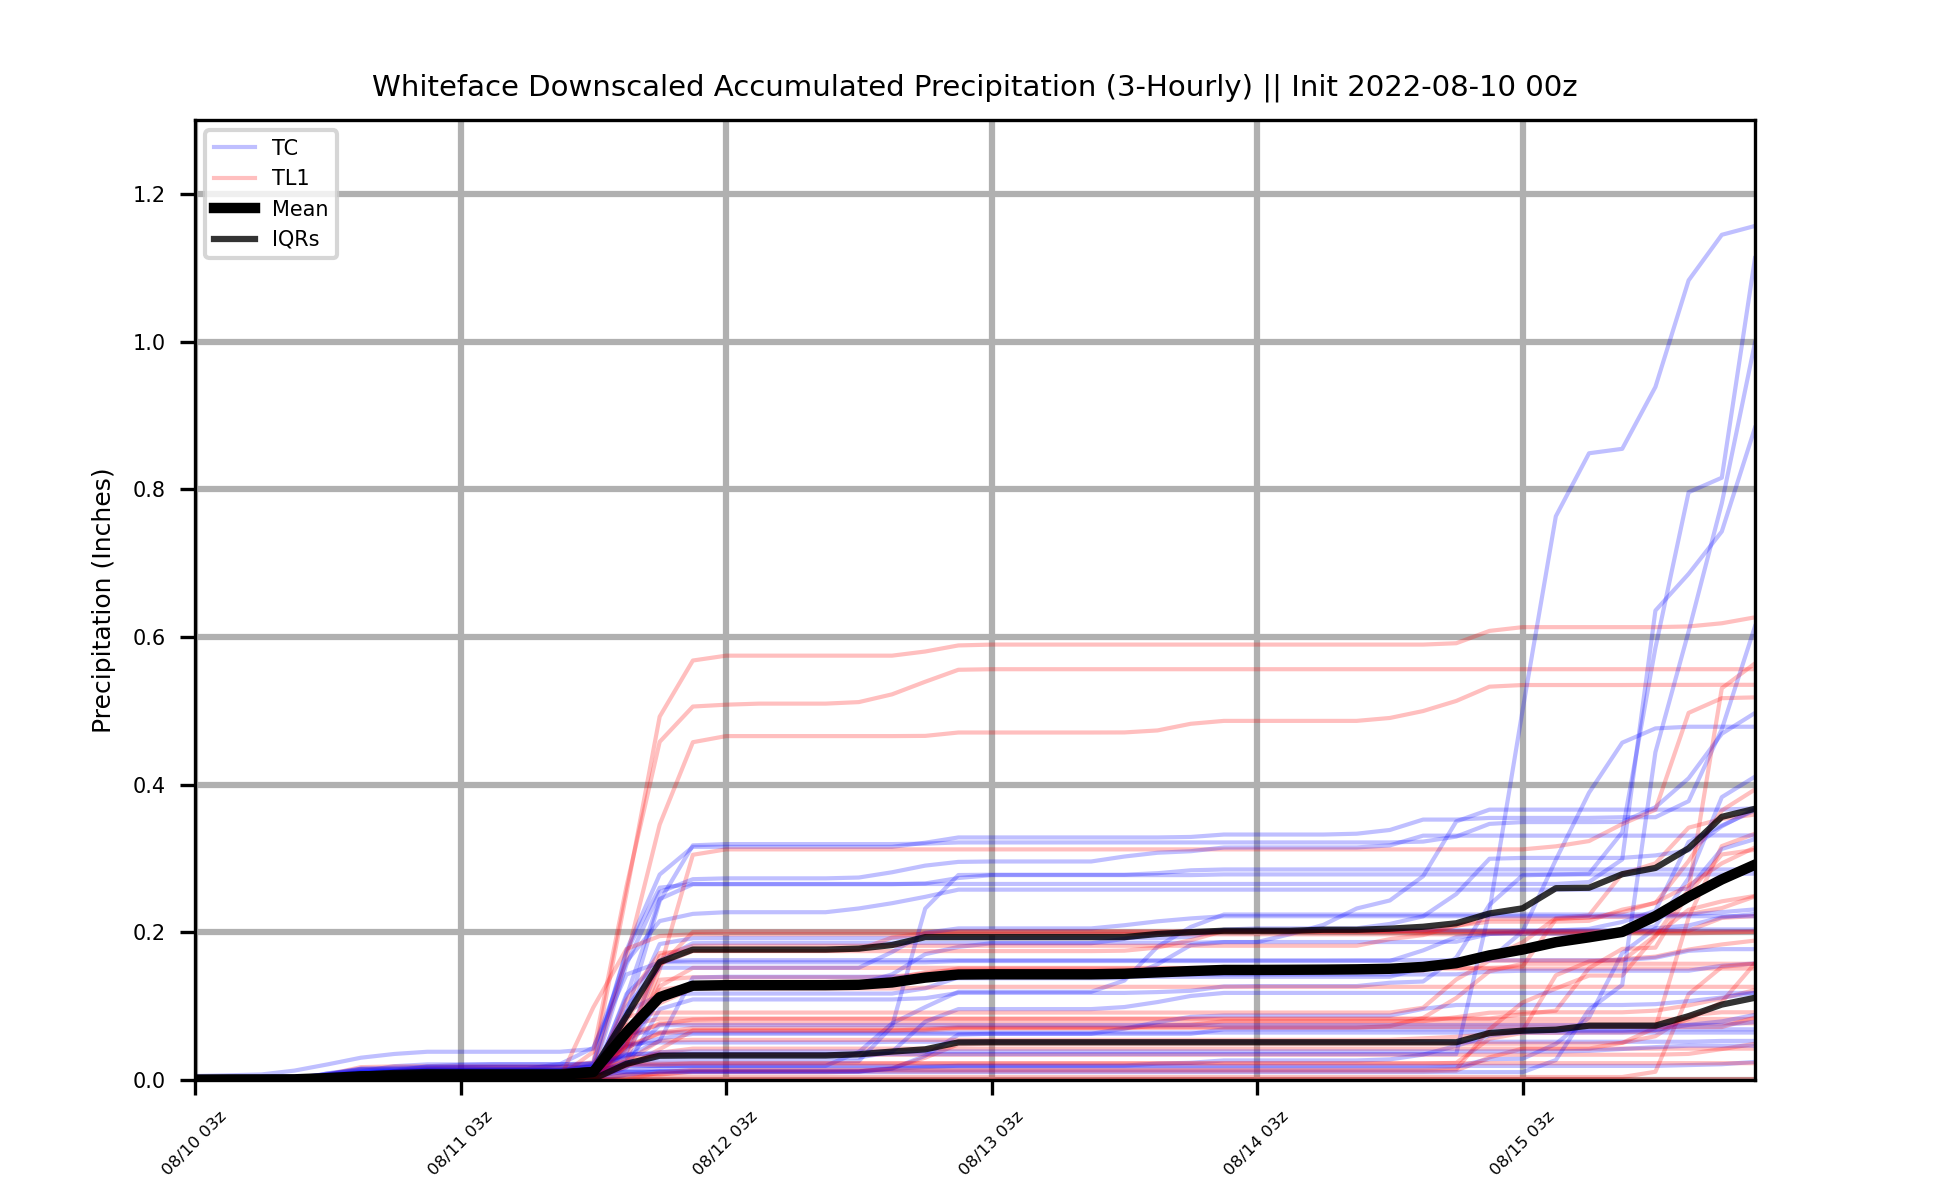 Whiteface Downscaled Accumulated Precipitation (3-Hourly) || Init 2022-08-10 00z
TC
TL1
Mean
IQRs
Precipitation (Inches)
1.2
1.0
0.8
0.6
0.4
0.2
0.0
08/10 03z
08/11 03z
08/12 03z
08/13 03z
08/14 03z
08/15 03z